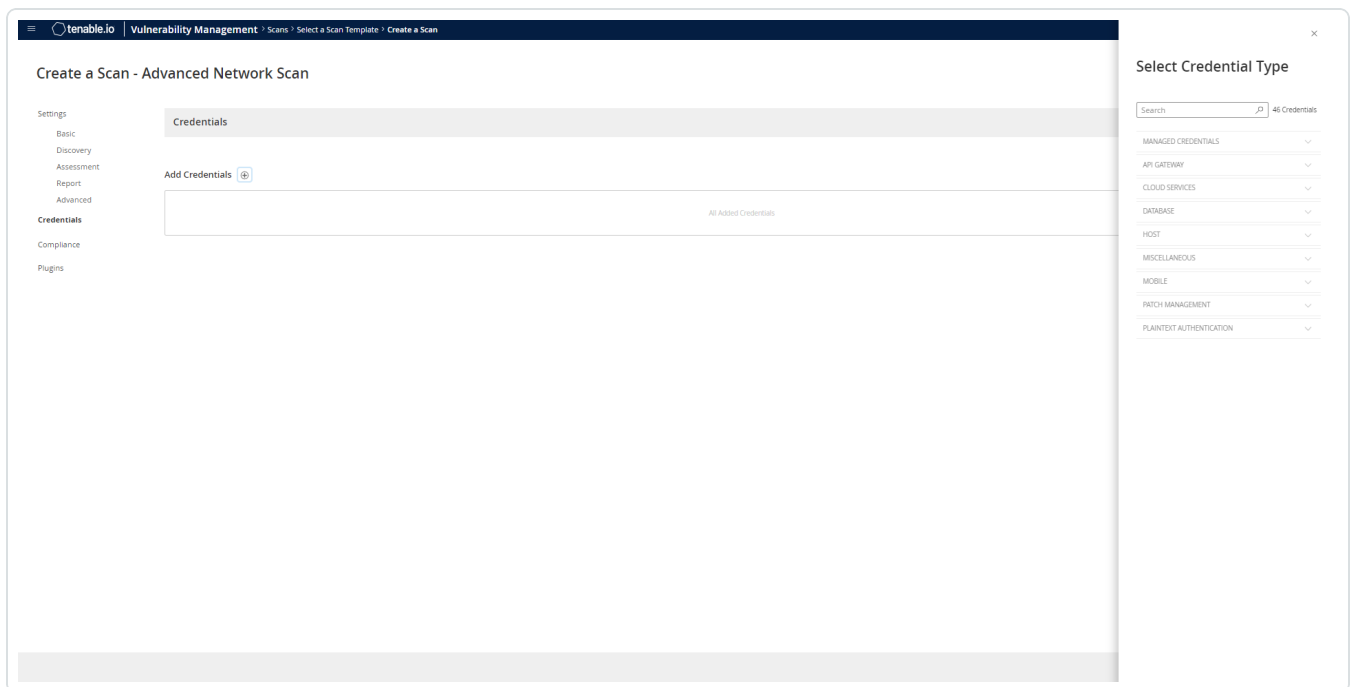 tenable.io Vulnerability Management > Scans > Select a Scan Template > Create a Scan
Create a Scan - Advanced Network Scan
Settings
Basic
Discovery
Assessment
Report
Advanced
Credentials
Compliance
Plugins
Credentials
Add Credentials
All Added Credentials
Select Credential Type
Search 46 Credentials
MANAGED CREDENTIALS
API GATEWAY
CLOUD SERVICES
DATABASE
HOST
MISCELLANEOUS
MOBILE
PATCH MANAGEMENT
PLAINTEXT AUTHENTICATION